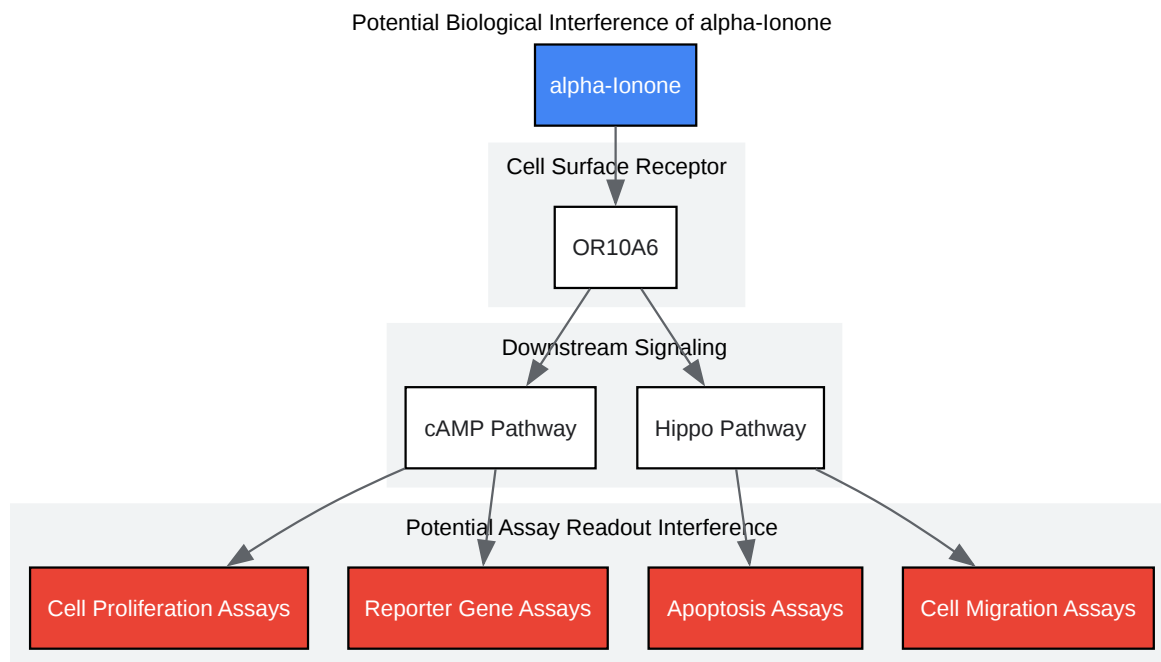 Potential Biological Interference of alpha-Ionone
alpha-Ionone
Cell Surface Receptor
OR10A6
Downstream Signaling
cAMP Pathway
Hippo Pathway
Potential Assay Readout Interference
Cell Proliferation Assays
Reporter Gene Assays
Apoptosis Assays
Cell Migration Assays